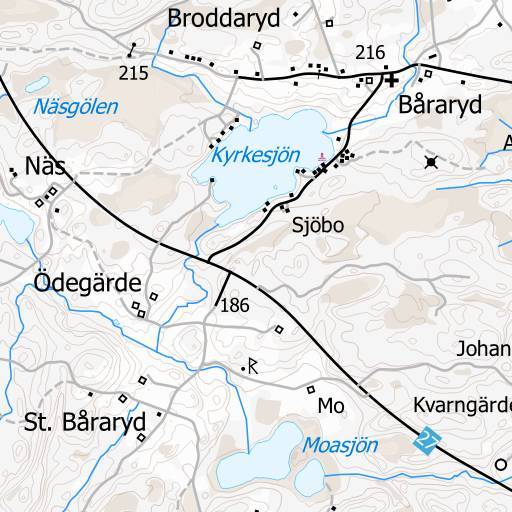 Broddaryd
216
215
Båraryd
Näsgölen
Kyrkesjön
A
Näs
Sjöbo
Ödegärde
186
Johan
R
Mo
Kvarngärde
St. Båraryd
Moasjön
27